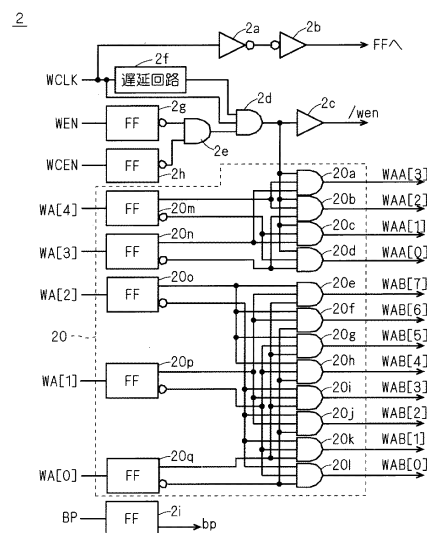 2
2a
2b
FFへ
WCLK
遅延回路
2f
2d
2c
/wen
WEN
FF
2g
2e
WCEN
FF
2h
20a
WAA[3]
20b
WAA[2]
WA[4]
FF
20m
20c
WAA[1]
WA[3]
FF
20n
20d
WAA[0]
WA[2]
FF
20o
20e
WAB[7]
20f
WAB[6]
20
20g
WAB[5]
WA[1]
FF
20p
20h
WAB[4]
20i
WAB[3]
20j
WAB[2]
20k
WAB[1]
WA[0]
FF
20q
20l
WAB[0]
BP
FF
2i
bp